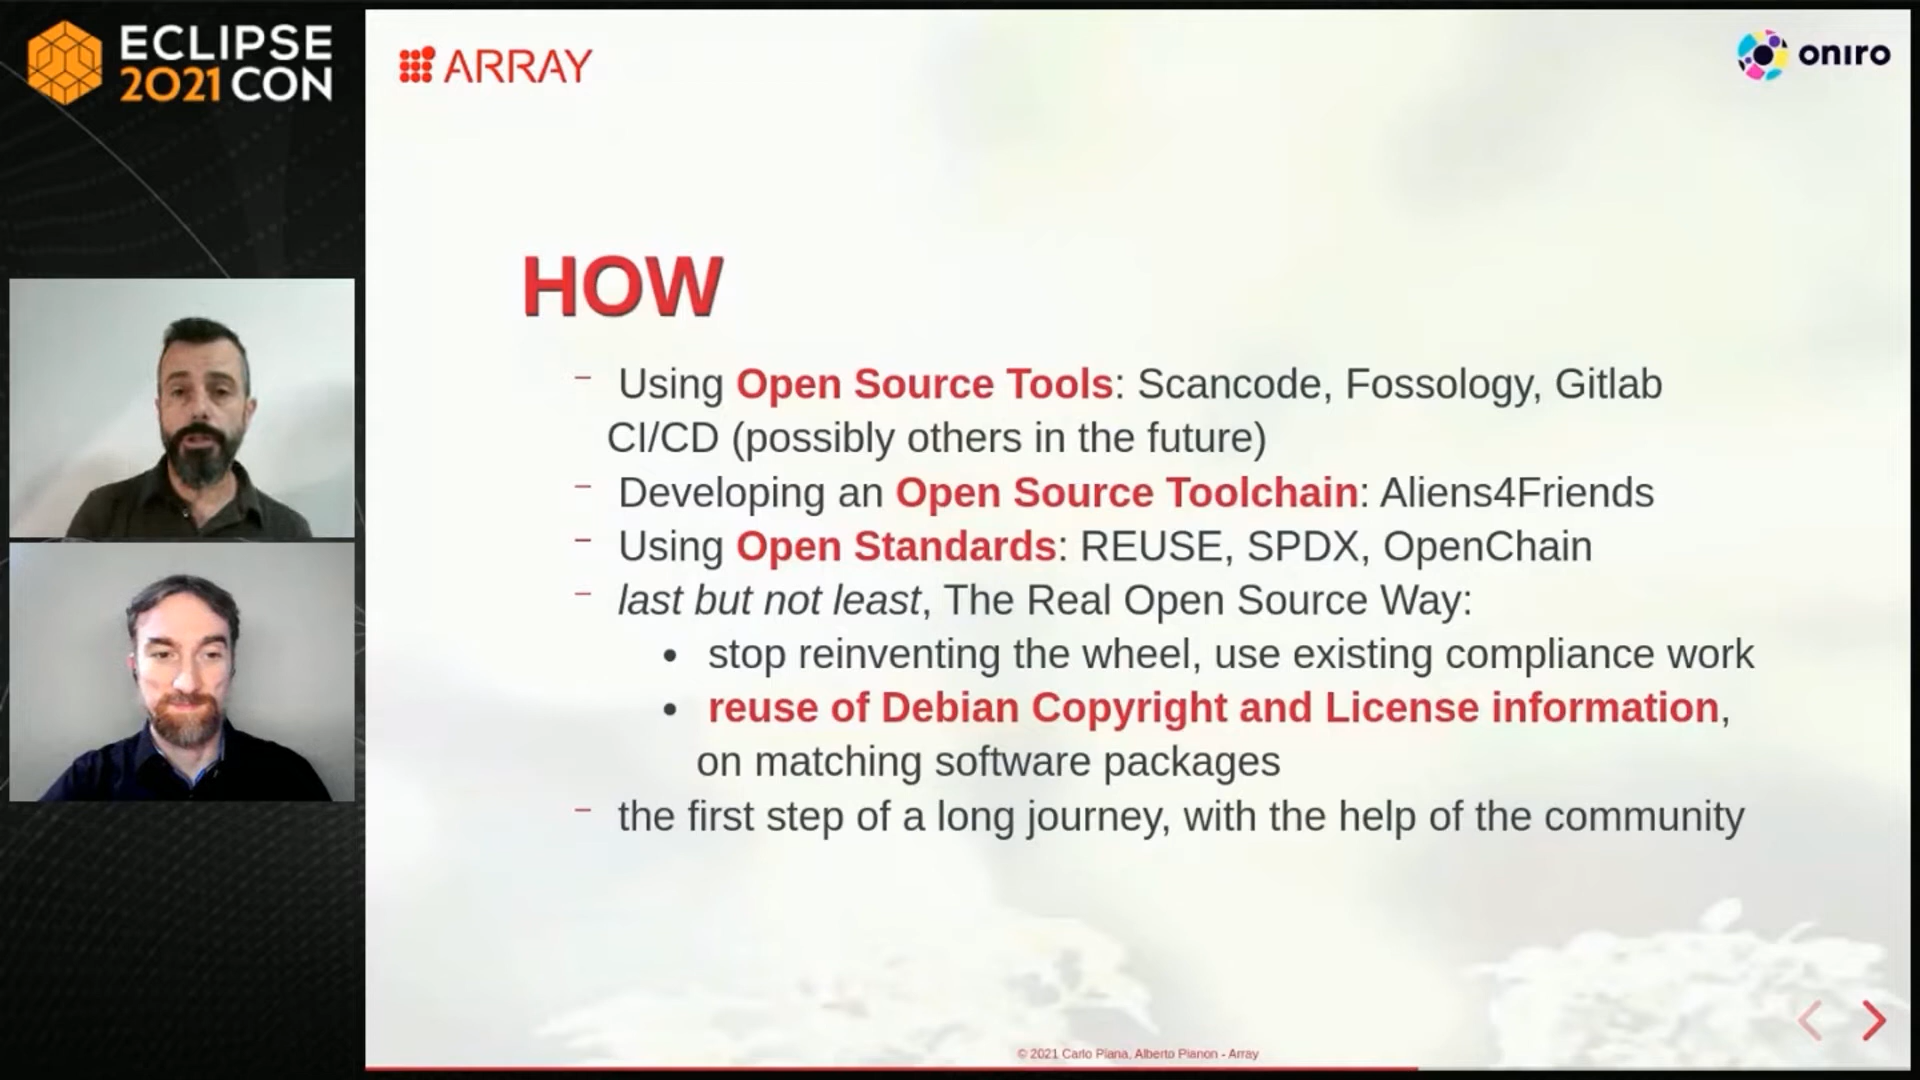 ECLIPSE
2021 CON
ARRAY
oniro
HOW
– Using Open Source Tools: Scancode, Fossology, Gitlab
CI/CD (possibly others in the future)
– Developing an Open Source Toolchain: Aliens4Friends
– Using Open Standards: REUSE, SPDX, OpenChain
– last but not least, The Real Open Source Way:
• stop reinventing the wheel, use existing compliance work
• reuse of Debian Copyright and License information,
on matching software packages
– the first step of a long journey, with the help of the community
© 2021 Carlo Piana, Alberto Pianon - Array